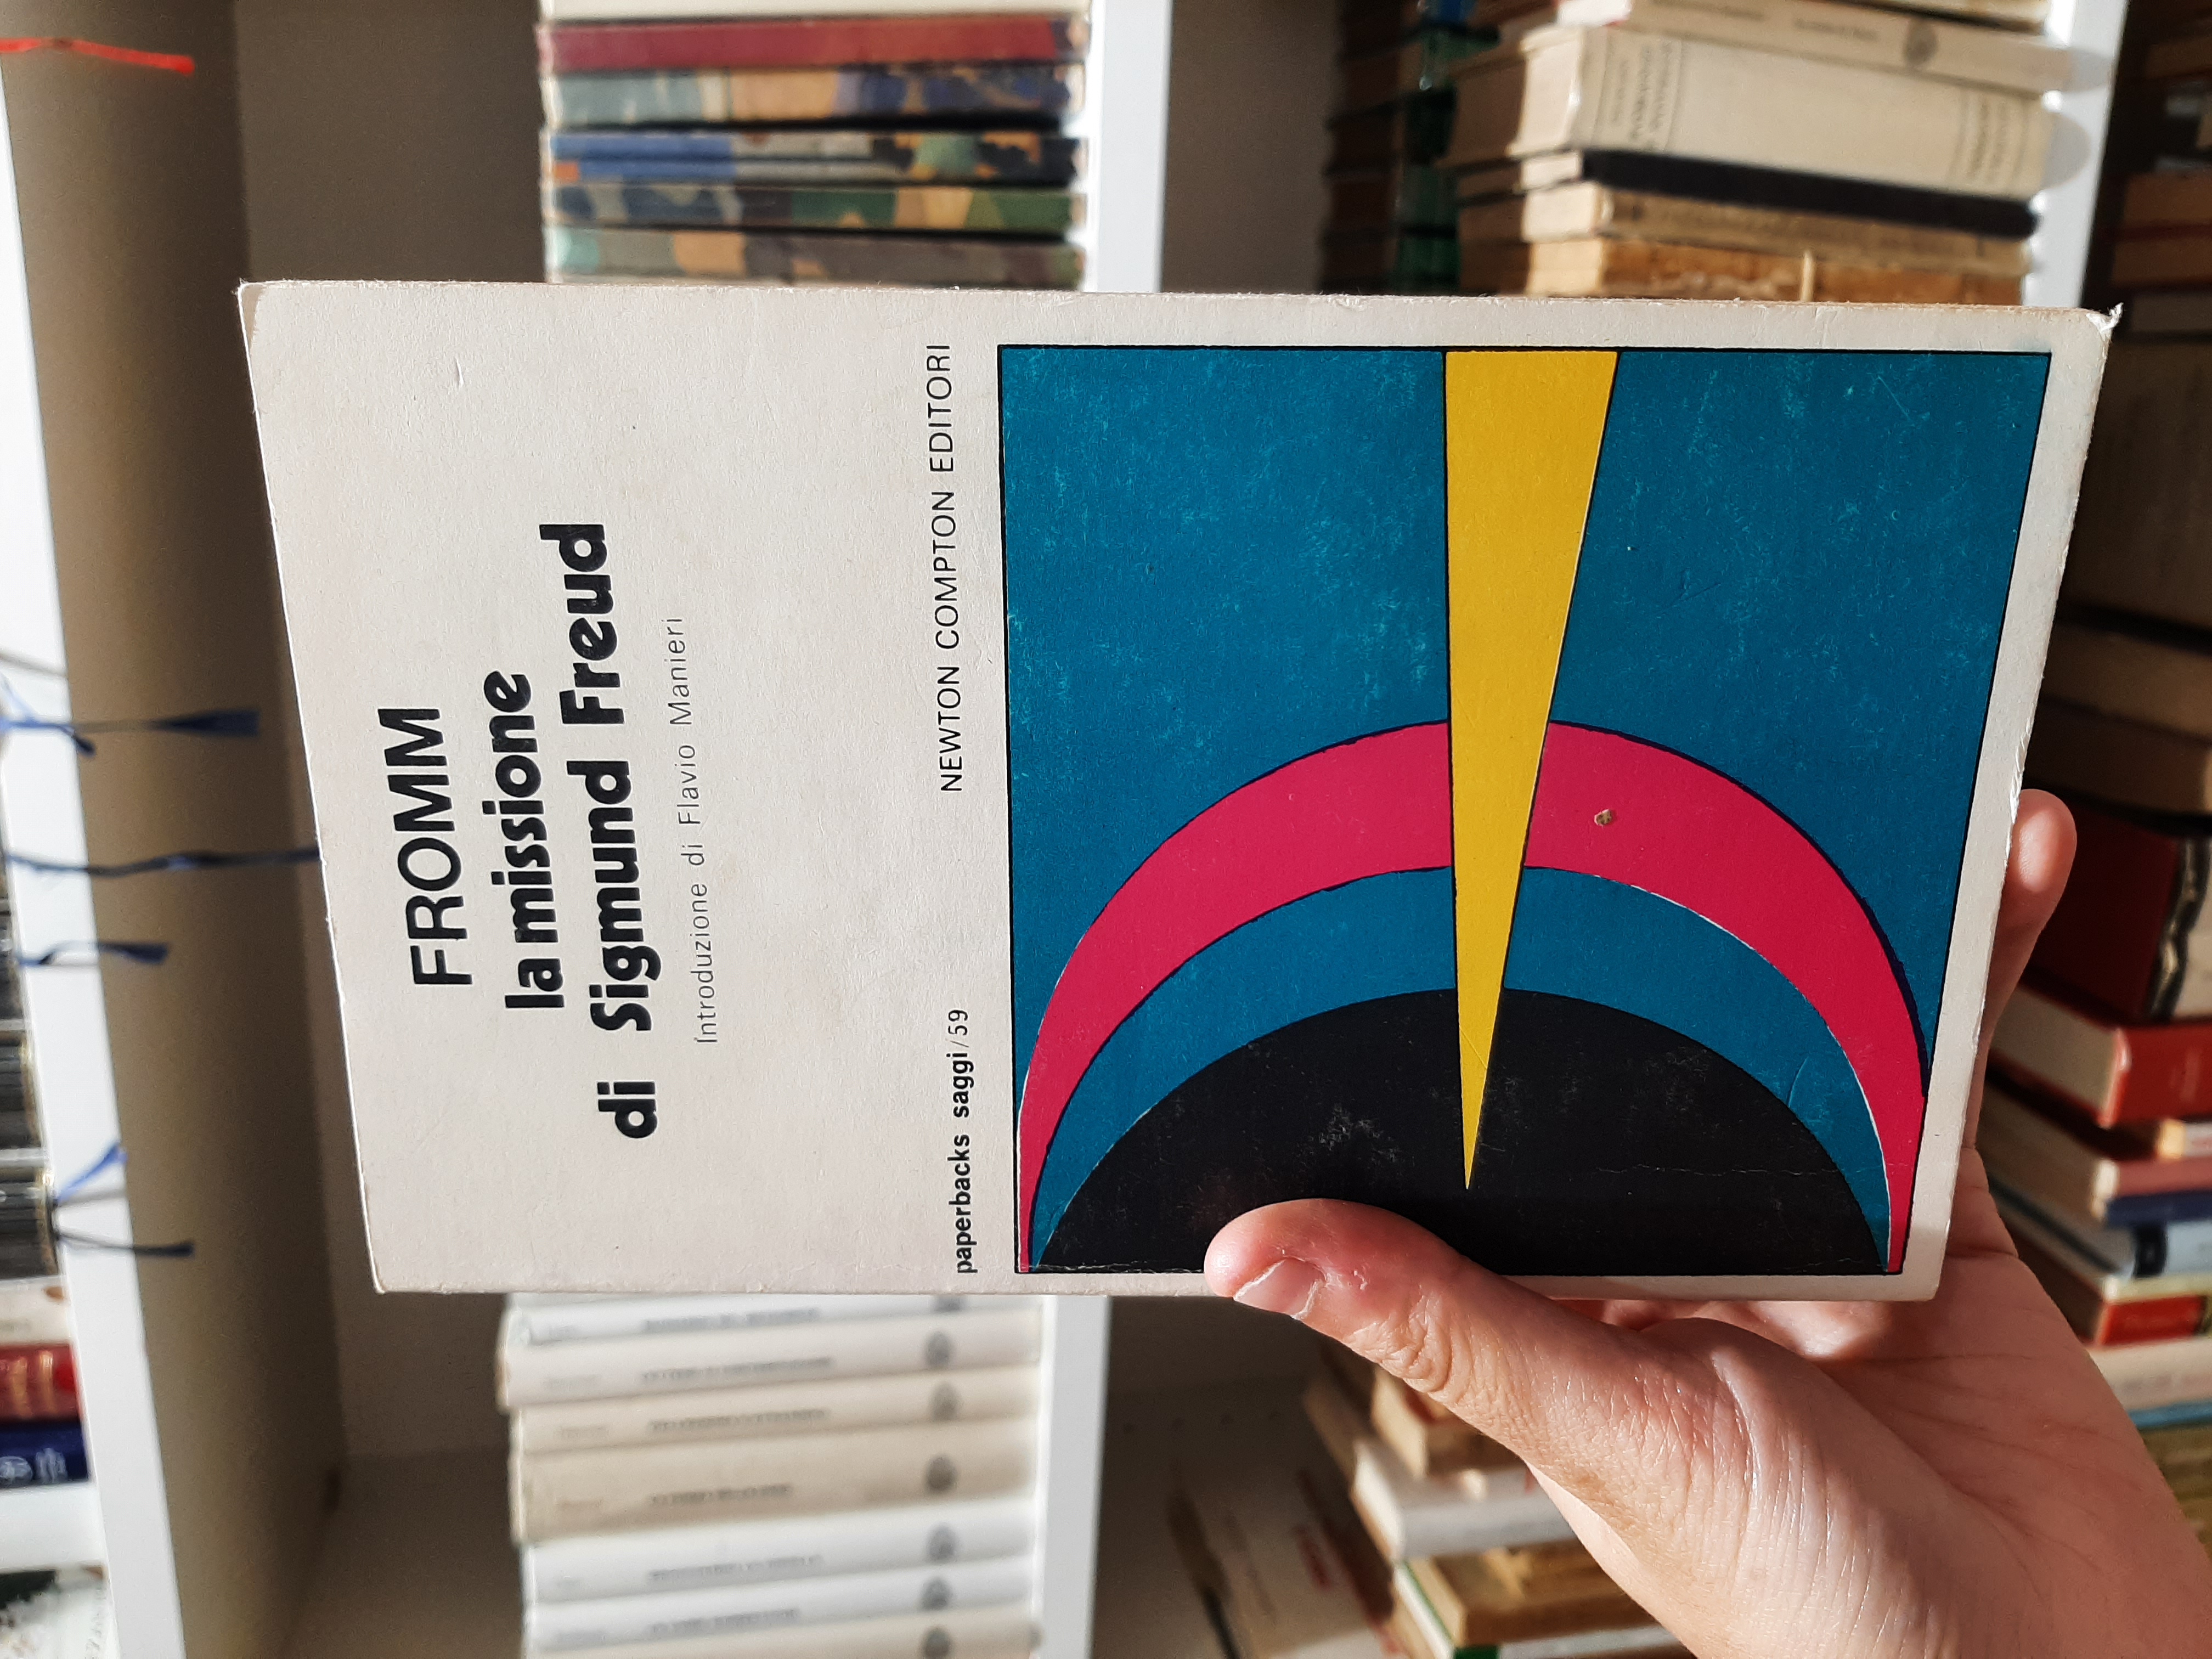 FROMM
la missione
di Sigmund Freud
Introduzione di Flavio Manieri
paperbacks saggi/59 NEWTON COMPTON EDITORI